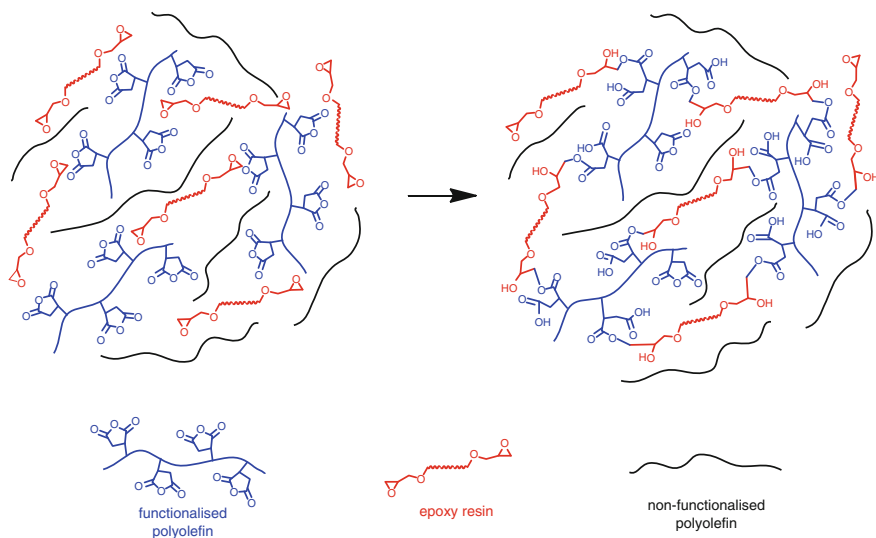 functionalised
polyolefin
epoxy resin
non-functionalised
polyolefin